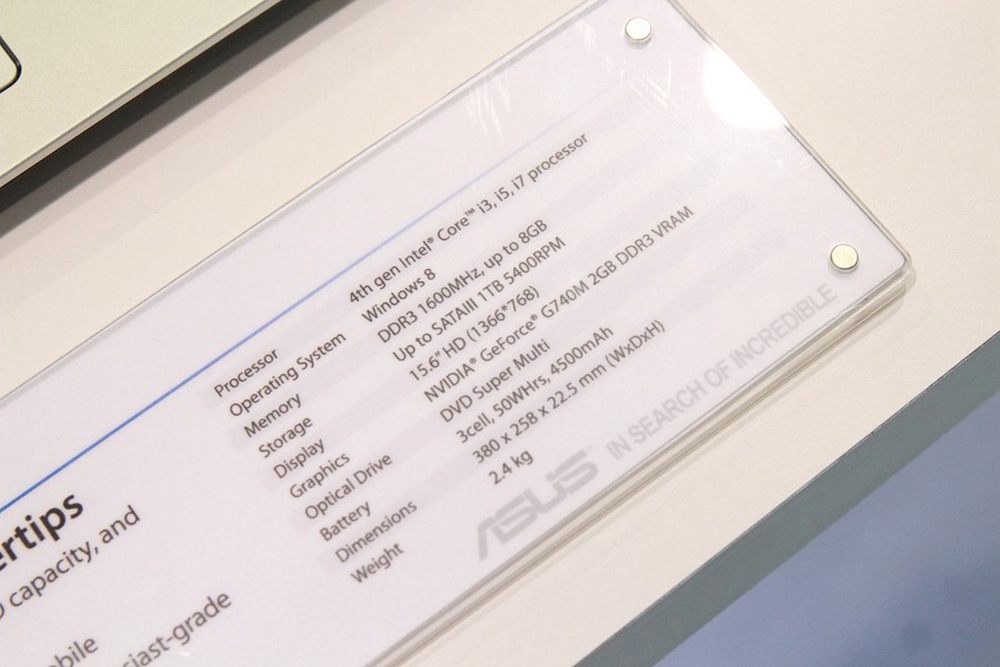 Processor 4th gen Intel® Core™ i3, i5, i7 processor
Operating System Windows 8
Memory DDR3 1600MHz, up to 8GB
Storage Up to SATAIII 1TB 5400RPM
Display 15.6" HD (1366*768)
Graphics NVIDIA® GeForce® G740M 2GB DDR3 VRAM
Optical Drive DVD Super Multi
Battery 3cell, 50WHrs, 4500mAh
Dimensions 380 x 258 x 22.5 mm (WxDxH)
Weight 2.4 kg
ASUS IN SEARCH OF INCREDIBLE
ertips
capacity, and
bile
iast-grade